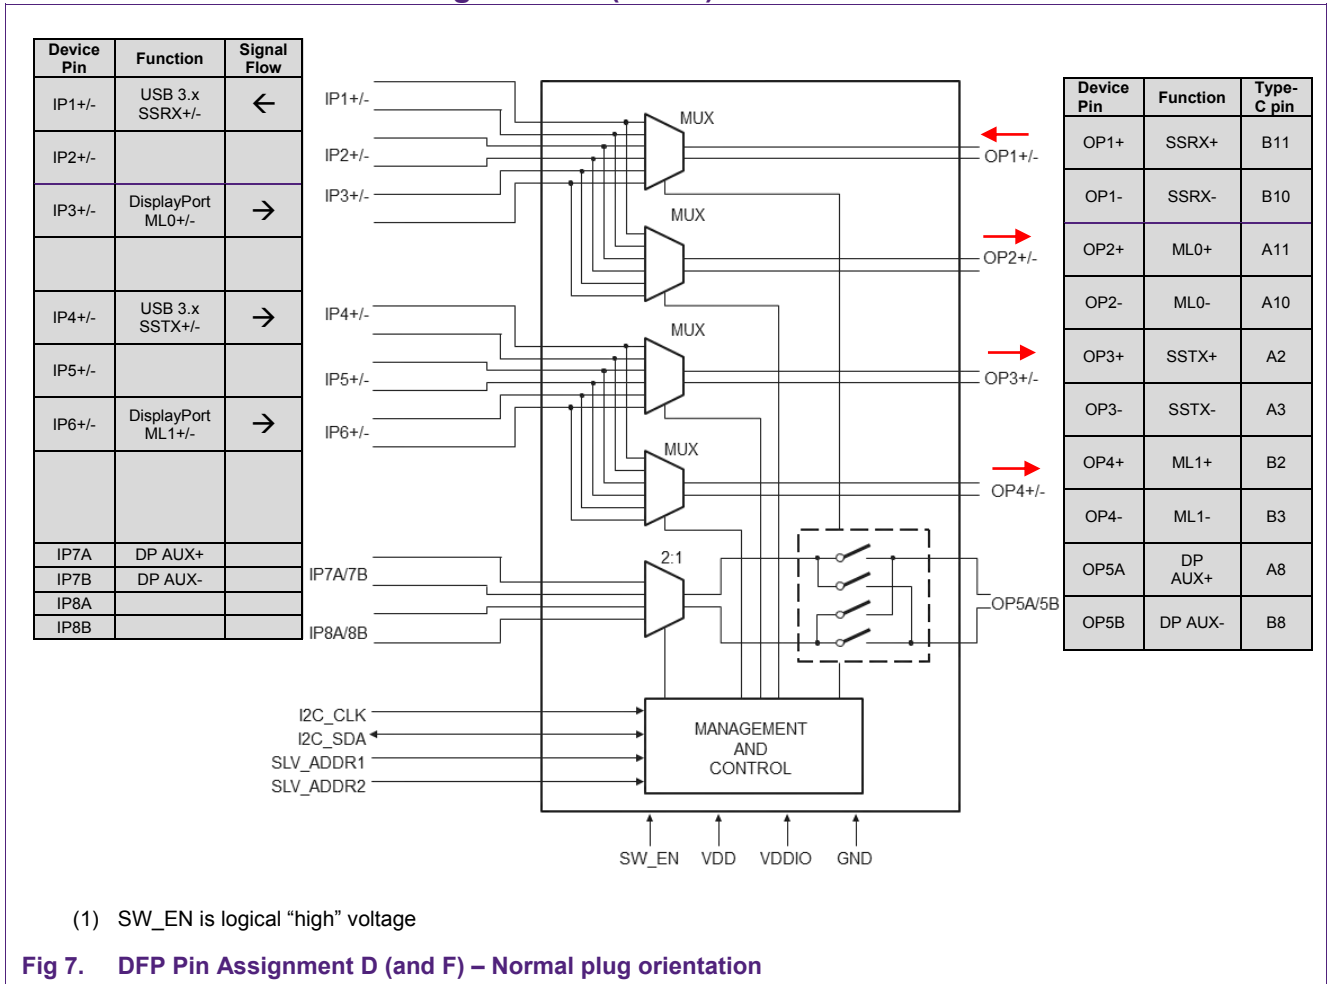 Device Pin Function Signal Flow
IP1+/- USB 3.x SSRX+/- ←
IP2+/-
IP3+/- DisplayPort ML0+/- →
IP4+/- USB 3.x SSTX+/- →
IP5+/-
IP6+/- DisplayPort ML1+/- →
IP7A DP AUX+
IP7B DP AUX-
IP8A
IP8B
IP1+/-
IP2+/-
IP3+/-
IP4+/-
IP5+/-
IP6+/-
IP7A/7B
IP8A/8B
I2C_CLK
I2C_SDA
SLV_ADDR1
SLV_ADDR2
MUX
MUX
MUX
MUX
2:1
MANAGEMENT
AND
CONTROL
SW_EN VDD VDDIO GND
OP1+/-
OP2+/-
OP3+/-
OP4+/-
OP5A/5B
Device Pin Function Type-C pin
OP1+ SSRX+ B11
OP1- SSRX- B10
OP2+ ML0+ A11
OP2- ML0- A10
OP3+ SSTX+ A2
OP3- SSTX- A3
OP4+ ML1+ B2
OP4- ML1- B3
OP5A DP AUX+ A8
OP5B DP AUX- B8
(1) SW_EN is logical “high” voltage
Fig 7. DFP Pin Assignment D (and F) – Normal plug orientation